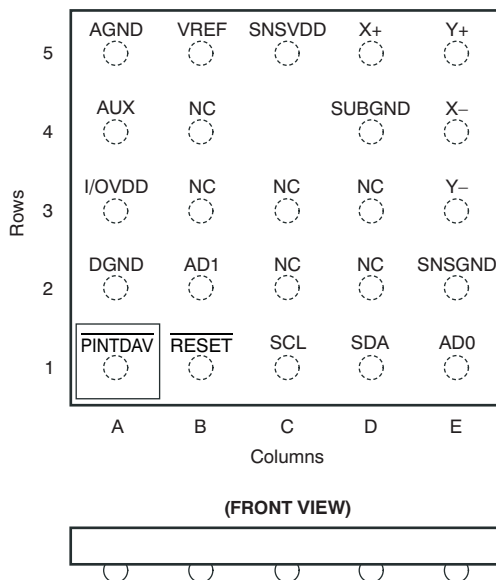 AGND VREF SNSVDD X+ Y+
5
AUX NC SUBGND X–
4
I/OVDD NC NC NC Y–
3
Rows
DGND AD1 NC NC SNSGND
2
PINTDAV RESET SCL SDA AD0
1
A B C D E
Columns
(FRONT VIEW)